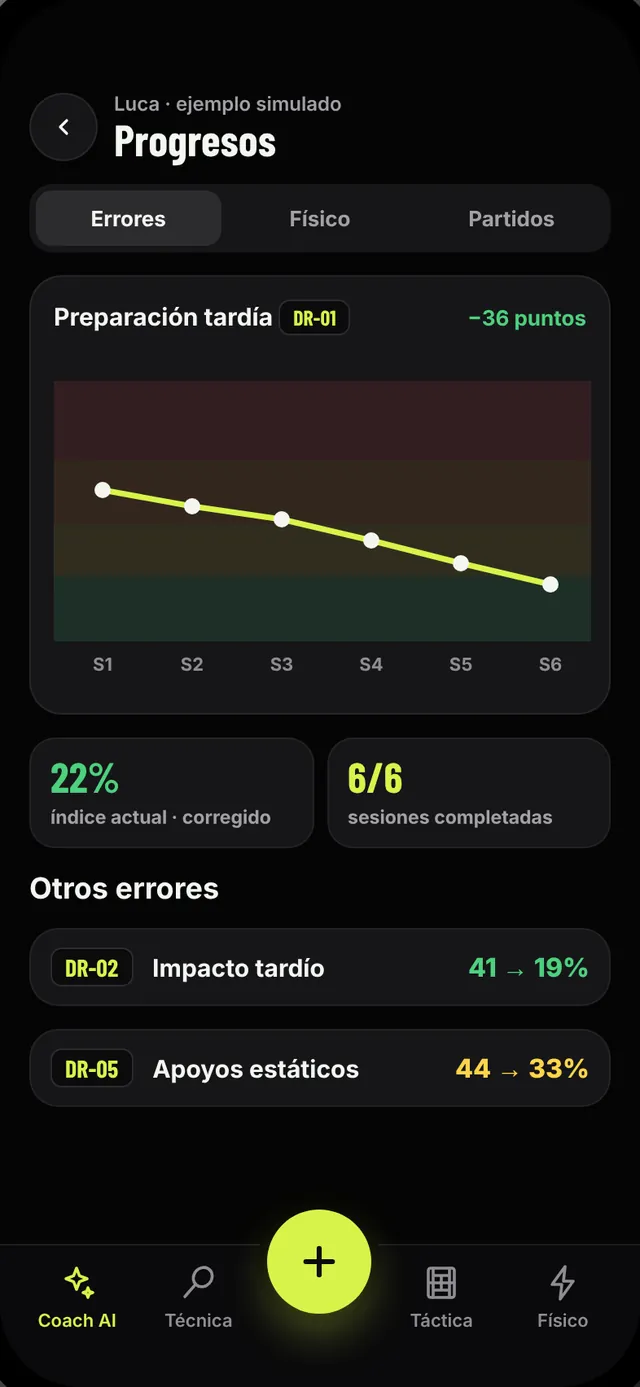 Luca · ejemplo simulado
Progresos
Errores Físico Partidos
Preparación tardía DR-01 −36 puntos
S1 S2 S3 S4 S5 S6
22% 6/6
índice actual · corregido sesiones completadas
Otros errores
DR-02 Impacto tardío 41 → 19%
DR-05 Apoyos estáticos 44 → 33%
Coach AI Técnica Táctica Físico